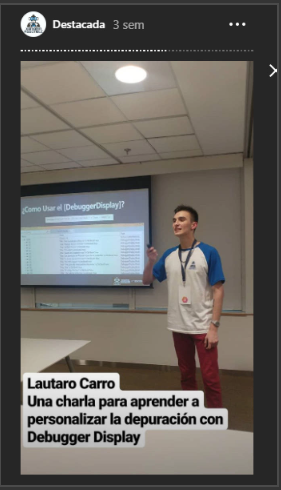 Destacada 3 sem
¿Como Usar el [DebuggerDisplay]?
Lautaro Carro
Una charla para aprender a
personalizar la depuración con
Debugger Display